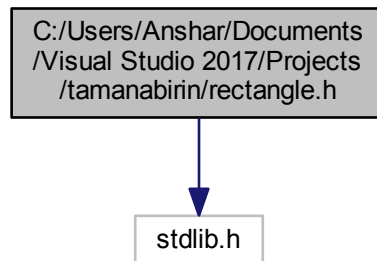 C:/Users/Anshar/Documents
/Visual Studio 2017/Projects
/tamanabirin/rectangle.h
stdlib.h